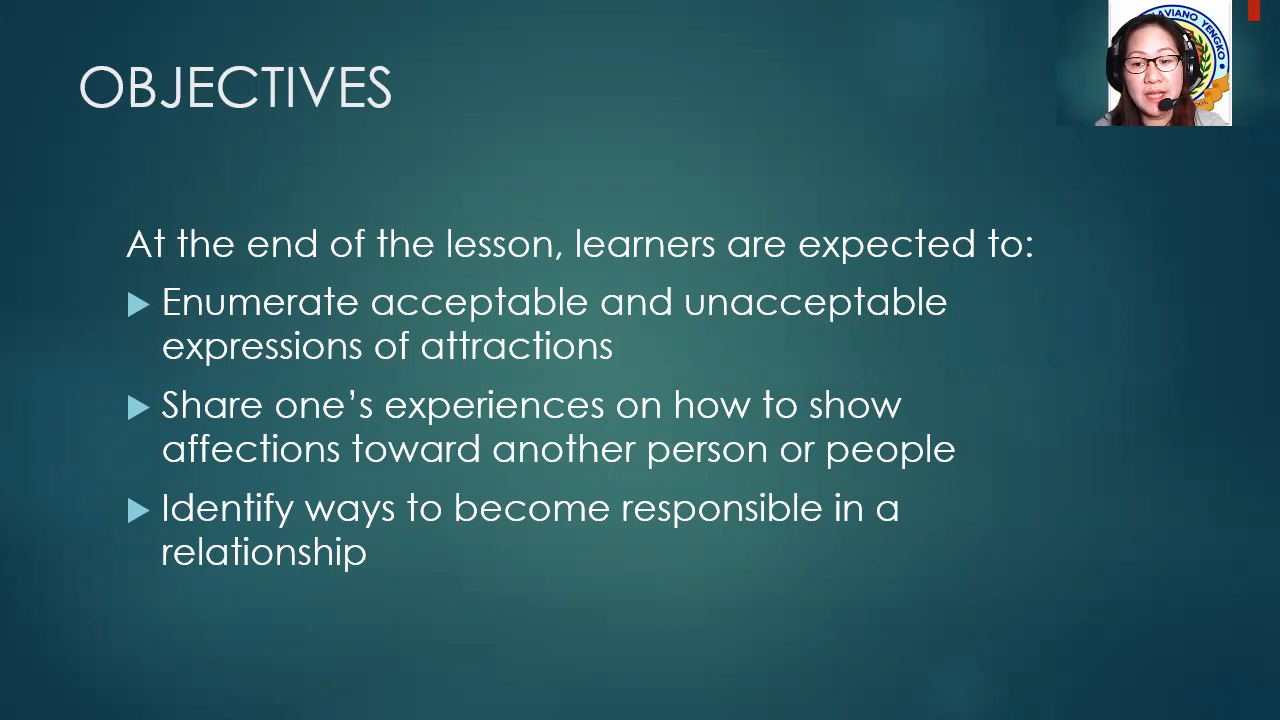 LAVIANO YENGKO
OBJECTIVES
At the end of the lesson, learners are expected to:
Enumerate acceptable and unacceptable
expressions of attractions
Share one’s experiences on how to show
affections toward another person or people
Identify ways to become responsible in a
relationship